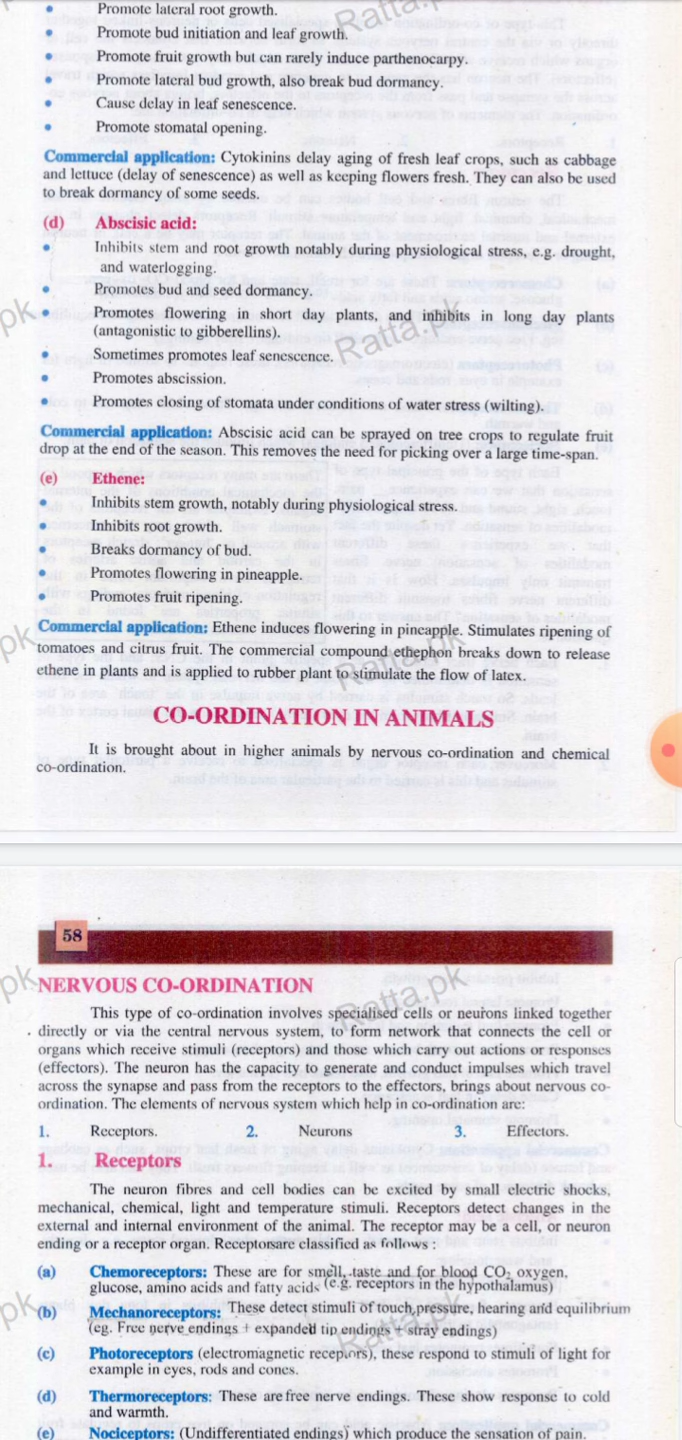 Promote lateral root growth.
Promote bud initiation and leaf growth.
Promote fruit growth but can rarely induce parthenocarpy.
Promote lateral bud growth, also break bud dormancy.
Cause delay in leaf senescence.
Promote stomatal opening.
Commercial application: Cytokinins delay aging of fresh leaf crops, such as cabbage
and lettuce (delay of senescence) as well as keeping flowers fresh. They can also be used
to break dormancy of some seeds.
(d) Abscisic acid:
Inhibits stem and root growth notably during physiological stress, e.g. drought,
and waterlogging.
Promotes bud and seed dormancy.
Promotes flowering in short day plants, and inhibits in long day plants
(antagonistic to gibberellins).
Sometimes promotes leaf senescence.
Promotes abscission.
Promotes closing of stomata under conditions of water stress (wilting).
Commercial application: Abscisic acid can be sprayed on tree crops to regulate fruit
drop at the end of the season. This removes the need for picking over a large time-span.
(e) Ethene:
Inhibits stem growth, notably during physiological stress.
Inhibits root growth.
Breaks dormancy of bud.
Promotes flowering in pineapple.
Promotes fruit ripening.
Commercial application: Ethene induces flowering in pineapple. Stimulates ripening of
tomatoes and citrus fruit. The commercial compound ethephon breaks down to release
ethene in plants and is applied to rubber plant to stimulate the flow of latex.
CO-ORDINATION IN ANIMALS
It is brought about in higher animals by nervous co-ordination and chemical
co-ordination.
58
NERVOUS CO-ORDINATION
This type of co-ordination involves specialised cells or neurons linked together
directly or via the central nervous system, to form network that connects the cell or
organs which receive stimuli (receptors) and those which carry out actions or responses
(effectors). The neuron has the capacity to generate and conduct impulses which travel
across the synapse and pass from the receptors to the effectors, brings about nervous co-
ordination. The elements of nervous system which help in co-ordination are:
1. Receptors. 2. Neurons 3. Effectors.
1. Receptors
The neuron fibres and cell bodies can be excited by small electric shocks,
mechanical, chemical, light and temperature stimuli. Receptors detect changes in the
external and internal environment of the animal. The receptor may be a cell, or neuron
ending or a receptor organ. Receptorsare classified as follows :
(a) Chemoreceptors: These are for smell, taste and for blood CO2 oxygen,
glucose, amino acids and fatty acids (e.g. receptors in the hypothalamus)
(b) Mechanoreceptors: These detect stimuli of touch,pressure, hearing and equilibrium
(eg. Free nerve endings + expanded tip endings + stray endings)
(c) Photoreceptors (electromagnetic receptors), these respond to stimuli of light for
example in eyes, rods and cones.
(d) Thermoreceptors: These are free nerve endings. These show response to cold
and warmth.
(e) Nociceptors: (Undifferentiated endings) which produce the sensation of pain.
Ratta.pk
Ratta.pk
Ratta.pk
Ratta.pk
Ratta.pk
pk
pk
pk
pk